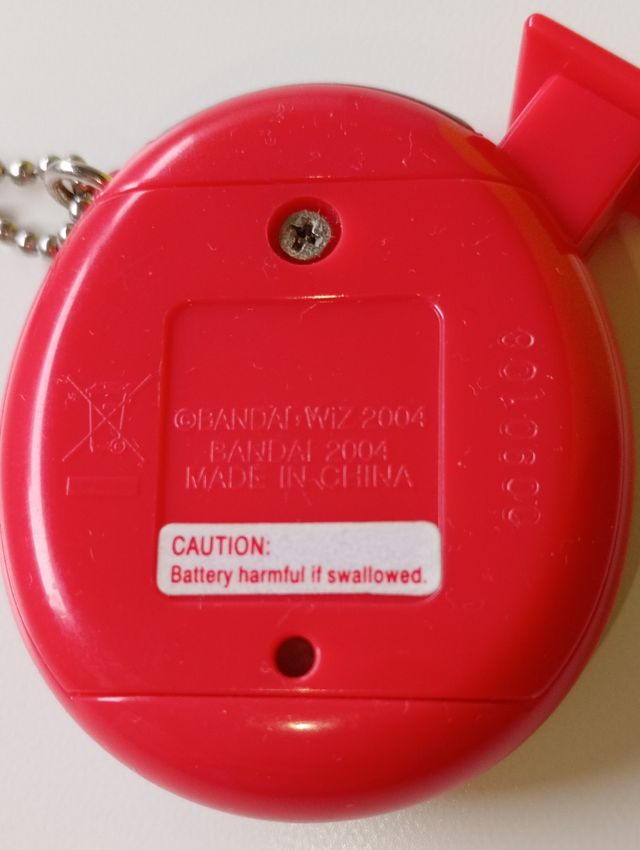 ©BANDAI•WiZ 2004
BANDAI 2004
MADE IN CHINA
CAUTION:
Battery harmful if swallowed.